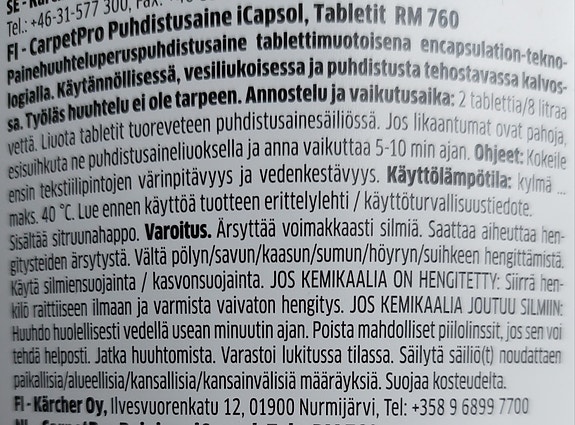 Tel.: +46-31-577 300, Fax:
FI - CarpetPro Puhdistusaine iCapsol, Tabletit RM 760
Painehuuhteluperuspuhdistusaine tablettimuotoisena encapsulation-tekno-
logialla. Käytännöllisessä, vesiliukoisessa ja puhdistusta tehostavassa kalvos-
sa. Työläs huuhtelu ei ole tarpeen. Annostelu ja vaikutusaika: 2 tablettia/8 litraa
vettä. Liuota tabletit tuoreveteen puhdistusainesäiliössä. Jos likaantumat ovat pahoja,
esisuihkuta ne puhdistusaineliuoksella ja anna vaikuttaa 5-10 min ajan. Ohjeet: Kokeile
ensin tekstiilipintojen värinpitävyys ja vedenkestävyys. Käyttölämpötila: kylmä ...
maks. 40 °C. Lue ennen käyttöä tuotteen erittelylehti / käyttöturvallisuustiedote.
Sisältää sitruunahappo. Varoitus. Ärsyttää voimakkaasti silmiä. Saattaa aiheuttaa hen-
gitysteiden ärsytystä. Vältä pölyn/savun/kaasun/sumun/höyryn/suihkeen hengittämistä.
Käytä silmiensuojainta / kasvonsuojainta. JOS KEMIKAALIA ON HENGITETTY: Siirrä hen-
kilö raittiiseen ilmaan ja varmista vaivaton hengitys. JOS KEMIKAALIA JOUTUU SILMIIN:
Huuhdo huolellisesti vedellä usean minuutin ajan. Poista mahdolliset piilolinssit, jos sen voi
tehdä helposti. Jatka huuhtomista. Varastoi lukitussa tilassa. Säilytä säiliö(t) noudattaen
paikallisia/alueellisia/kansallisia/kansainvälisiä määräyksiä. Suojaa kosteudelta.
FI - Kärcher Oy, Ilvesvuorenkatu 12, 01900 Nurmijärvi, Tel: +358 9 6899 7700